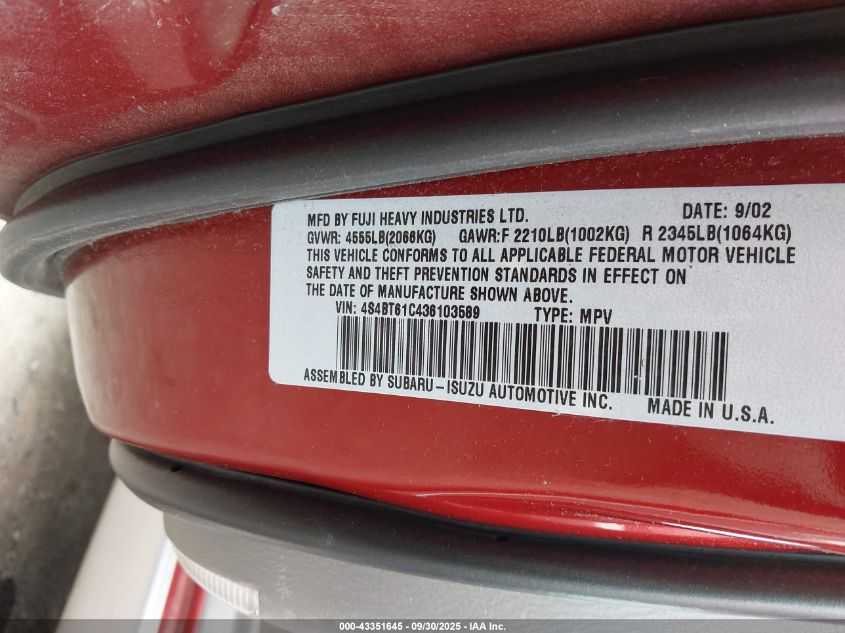 MFD BY FUJI HEAVY INDUSTRIES LTD. DATE: 9/02
GVWR: 4555LB(2066KG) GAWR:F 2210LB(1002KG) R 2345LB(1064KG)
THIS VEHICLE CONFORMS TO ALL APPLICABLE FEDERAL MOTOR VEHICLE
SAFETY AND THEFT PREVENTION STANDARDS IN EFFECT ON
THE DATE OF MANUFACTURE SHOWN ABOVE.
VIN: 4S4BT61C436103589 TYPE: MPV
ASSEMBLED BY SUBARU-ISUZU AUTOMOTIVE INC. MADE IN U.S.A.
000-43351645 - 09/30/2025 - IAA Inc.